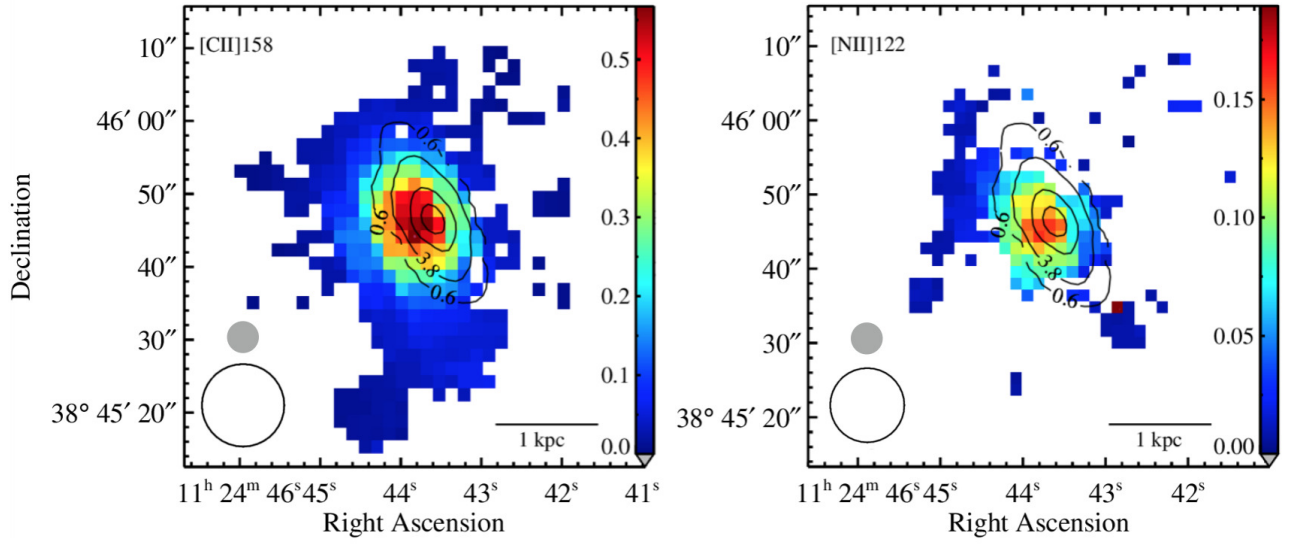 [CII]158
10″
46′ 00″
50″
40″
30″
38° 45′ 20″
Declination
0.6
0.6
3.8
0.6
1 kpc
0.5
0.4
0.3
0.2
0.1
0.0
11ʰ 24ᵐ 46ˢ 45ˢ 44ˢ 43ˢ 42ˢ 41ˢ
Right Ascension
[NII]122
10″
46′ 00″
50″
40″
30″
38° 45′ 20″
0.6
0.6
3.8
0.6
1 kpc
0.15
0.10
0.05
0.00
11ʰ 24ᵐ 46ˢ 45ˢ 44ˢ 43ˢ 42ˢ
Right Ascension